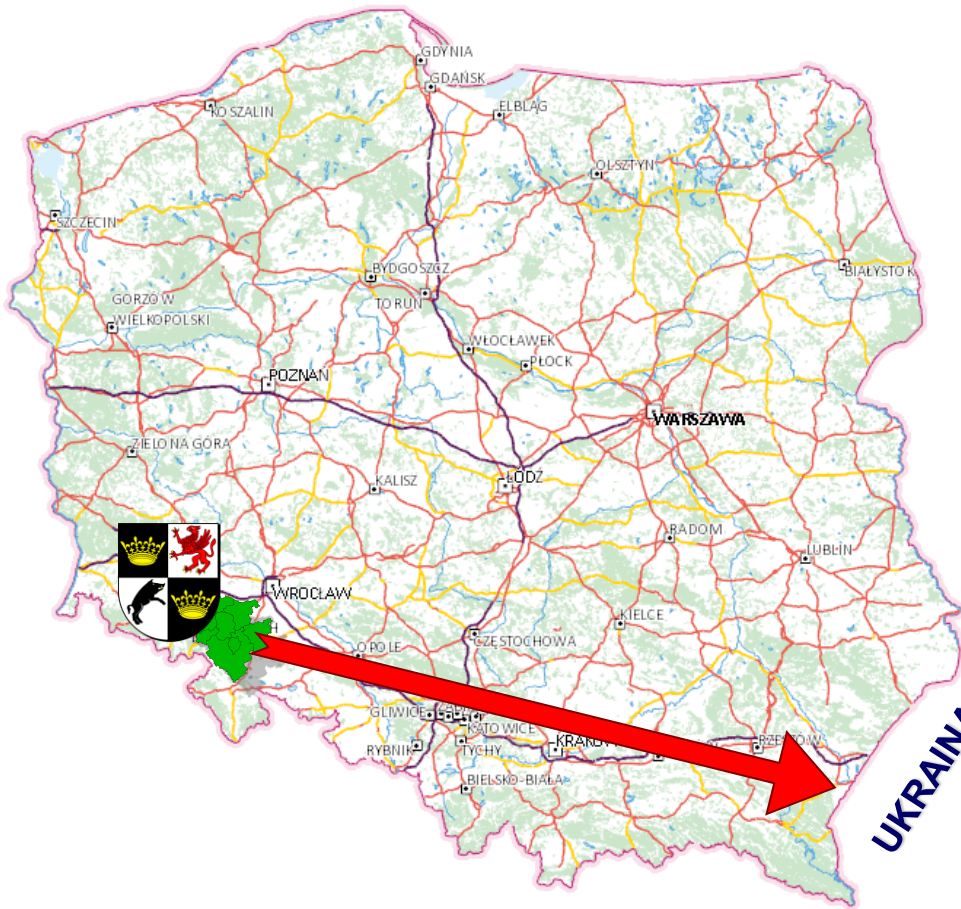 GDYNIA
GDAŃSK
KOSZALIN
ELBLĄG
OLSZTYN
SZCZECIN
BYDGOSZCZ
BIAŁYSTOK
TORUŃ
GORZÓW
WIELKOPOLSKI
WŁOCŁAWEK
PŁOCK
POZNAŃ
WARSZAWA
ZIELONA GÓRA
ŁÓDŹ
KALISZ
RADOM
LUBLIN
WROCŁAW
KIELCE
CZĘSTOCHOWA
OPOLE
GLIWICE
KATOWICE
RYBNIK
TYCHY
RZESZÓW
BIELSKO-BIAŁA
UKRAINA